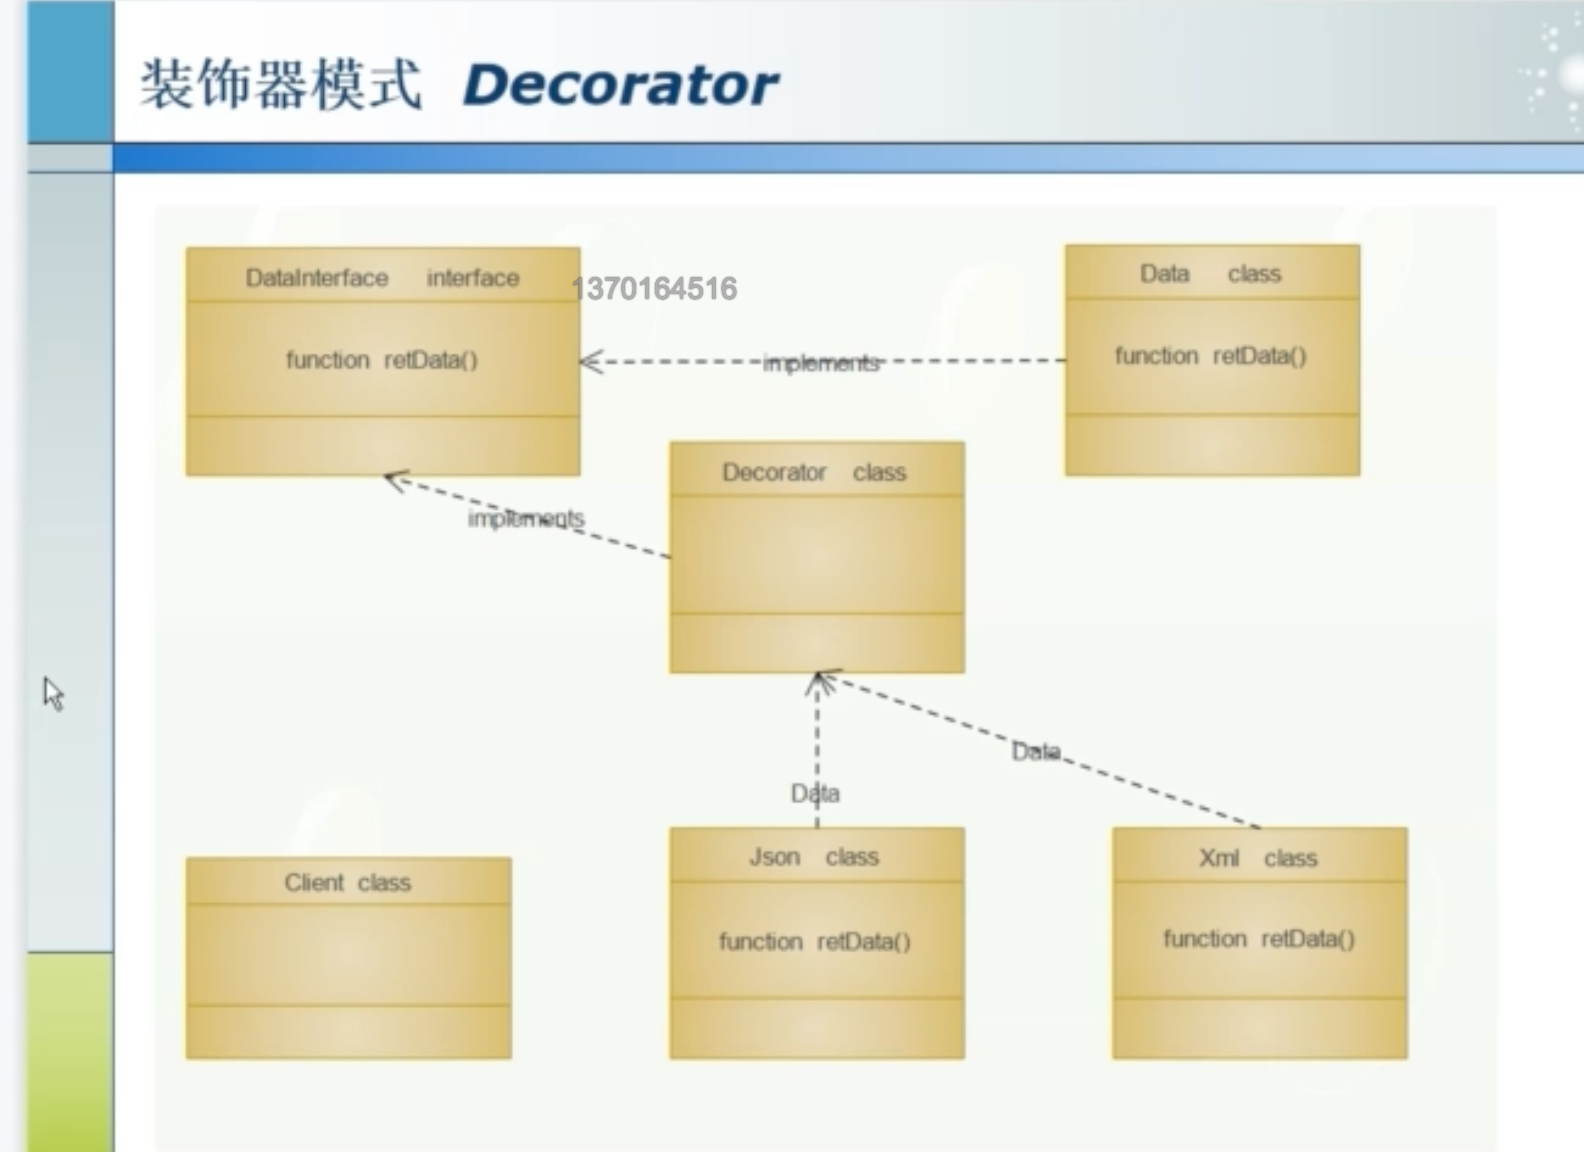 装饰器模式 Decorator
DataInterface interface
function retData()
1370164516
Data class
function retData()
implements
implements
Decorator class
Data
Data
Client class
Json class
function retData()
Xml class
function retData()